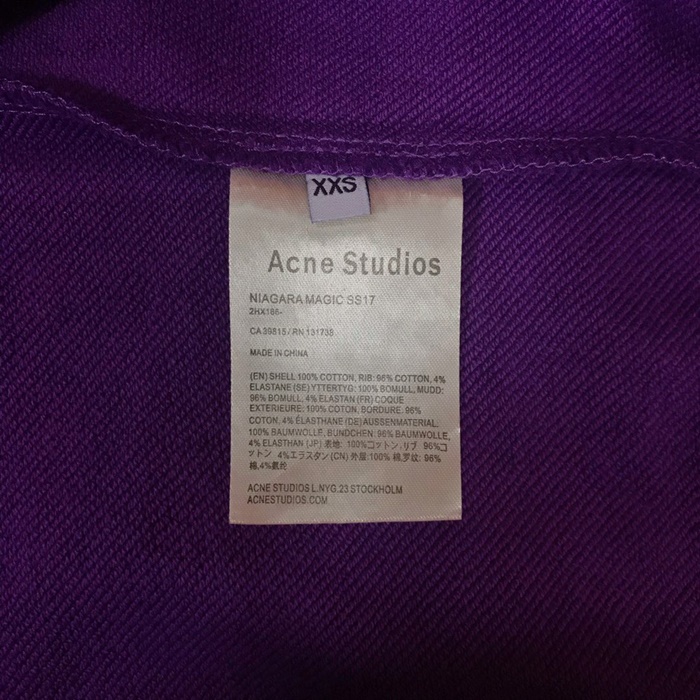 XXS
Acne Studios
NIAGARA MAGIC SS17
2HX186-
CA 39815 / RN 131738
MADE IN CHINA
(EN) SHELL 100% COTTON, RIB: 96% COTTON, 4%
ELASTANE (SE) YTTERTYG: 100% BOMULL, MUDD:
96% BOMULL, 4% ELASTAN (FR) COQUE
EXTERIEURE: 100% COTON, BORDURE: 96%
COTON, 4% ÉLASTHANE (DE) AUSSENMATERIAL:
100% BAUMWOLLE, BUNDCHEN: 96% BAUMWOLLE,
4% ELASTHAN (JP) 表地: 100%コットン,リブ 96%コ
ットン 4%エラスタン (CN) 外服:100% 棉,罗纹: 96%
棉,4%氨纶
ACNE STUDIOS L.NYG.23 STOCKHOLM
ACNESTUDIOS.COM